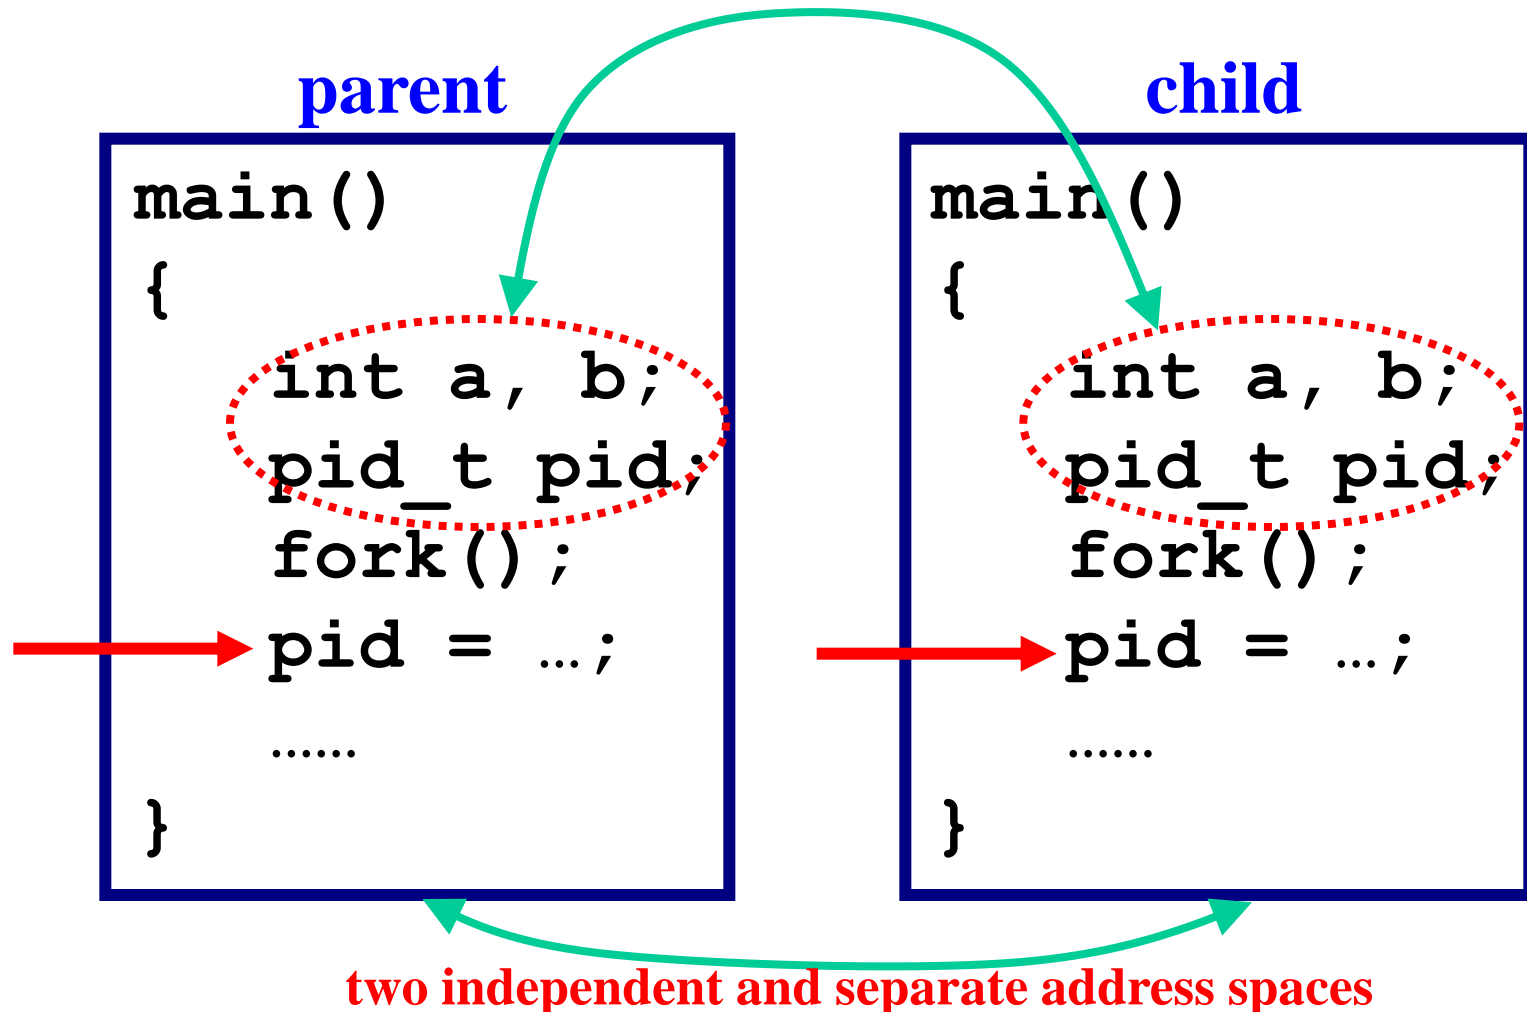 parent
main()
{
int a, b;
pid_t pid;
fork();
pid = …;
……
}
child
main()
{
int a, b;
pid_t pid;
fork();
pid = …;
……
}
two independent and separate address spaces